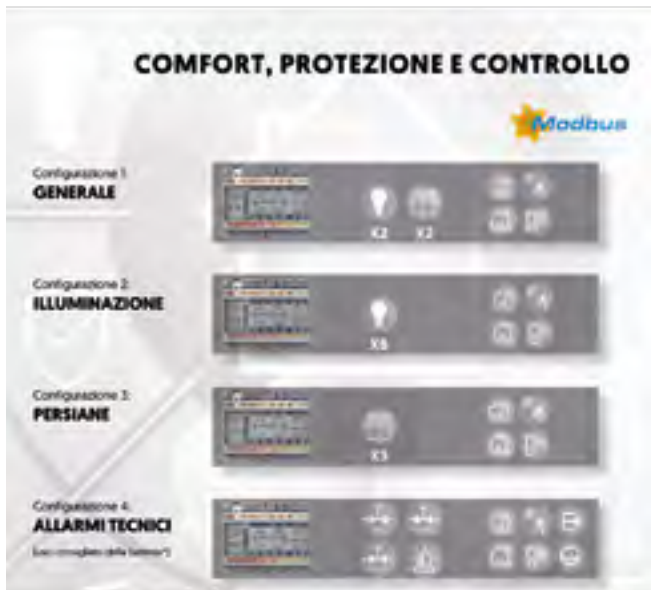 COMFORT, PROTEZIONE E CONTROLLO
Modbus
Configurazione 1:
GENERALE
X2 X2
Configurazione 2:
ILLUMINAZIONE
X6
Configurazione 3:
PERSIANE
X3
Configurazione 4:
ALLARMI TECNICI